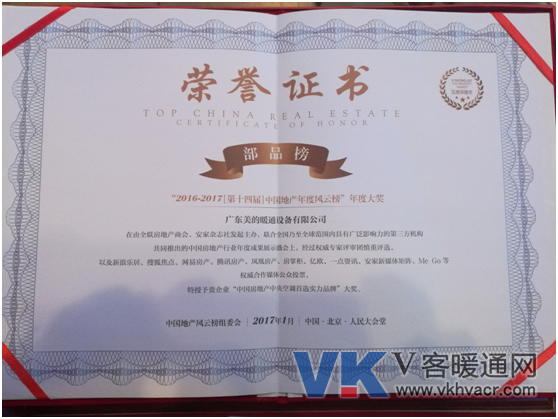 荣誉证书
TOP CHINA REAL ESTATE
CERTIFICATE OF HONOR
部品榜
“2016-2017[第十四届]中国地产年度风云榜”年度大奖
广东美的暖通设备有限公司
在由全联房地产商会、安家杂志社发起主办，联合全国乃至全球范围内具有广泛影响力的第三方机构
共同推出的中国房地产行业年度成果展示盛会上，经过权威专家评审团慎重评选，
以及新浪乐居、搜狐焦点、网易房产、腾讯房产、凤凰房产、房掌柜、亿欧、一点资讯、安家新媒体矩阵、Me Go等
权威合作媒体公众投票。
特授予贵企业“中国房地产中央空调首选实力品牌”大奖。
中国地产风云榜组委会 | 2017年1月 | 中国·北京·人民大会堂
VK V客暖通网
www.vkhvacr.com